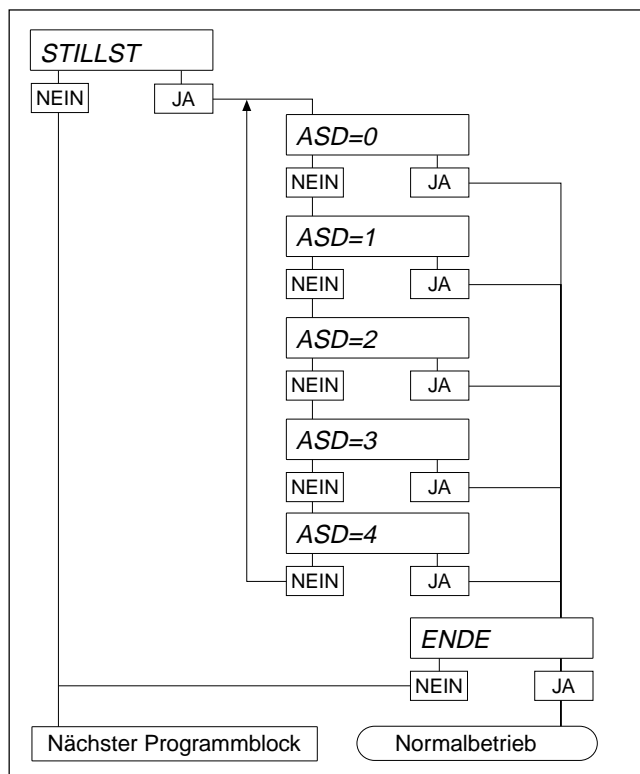 STILLST
NEIN JA
ASD=0
NEIN JA
ASD=1
NEIN JA
ASD=2
NEIN JA
ASD=3
NEIN JA
ASD=4
NEIN JA
ENDE
NEIN JA
Nächster Programmblock Normalbetrieb